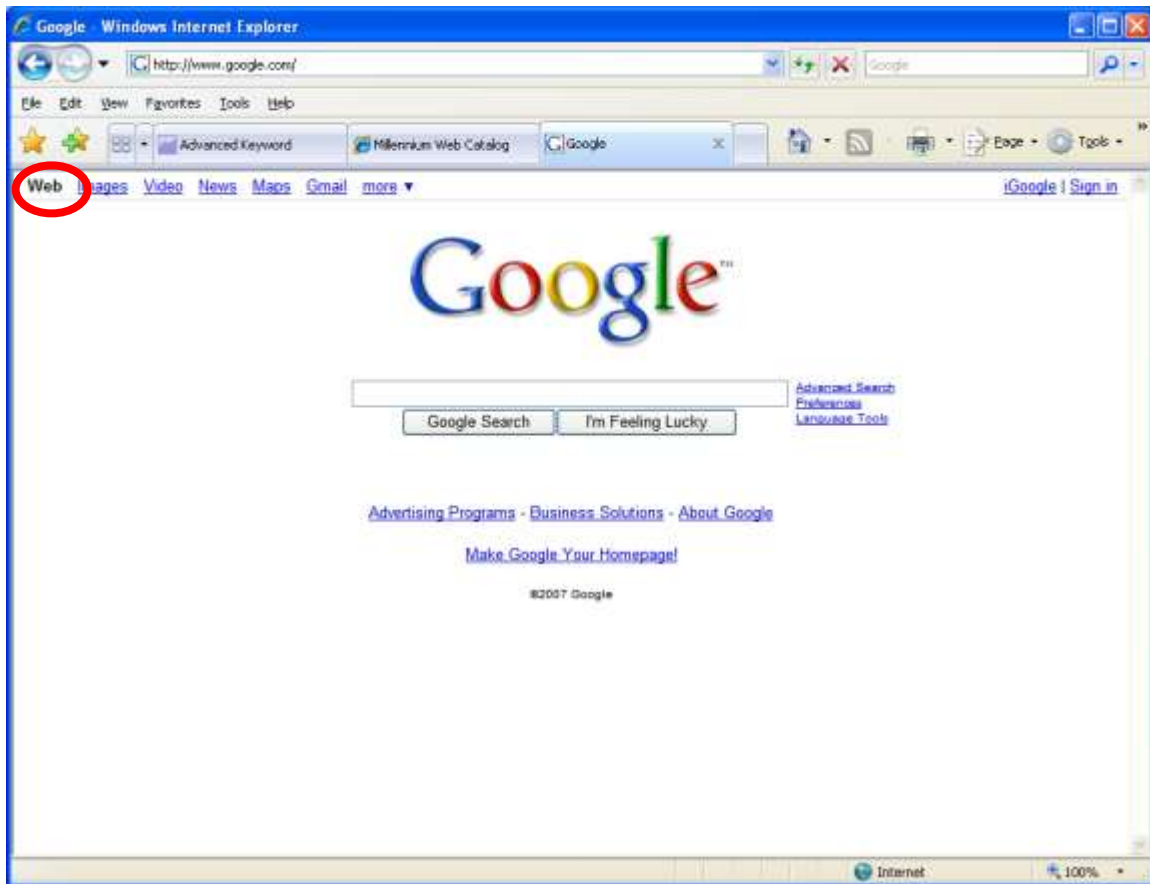 Google - Windows Internet Explorer
http://www.google.com/ Google
File Edit View Favorites Tools Help
Advanced Keyword Millennium Web Catalog Google Page Tools
Web Images Video News Maps Gmail more iGoogle | Sign in
Google™
Advanced Search
Preferences
Language Tools
Google Search I'm Feeling Lucky
Advertising Programs - Business Solutions - About Google
Make Google Your Homepage!
©2007 Google
Internet 100%